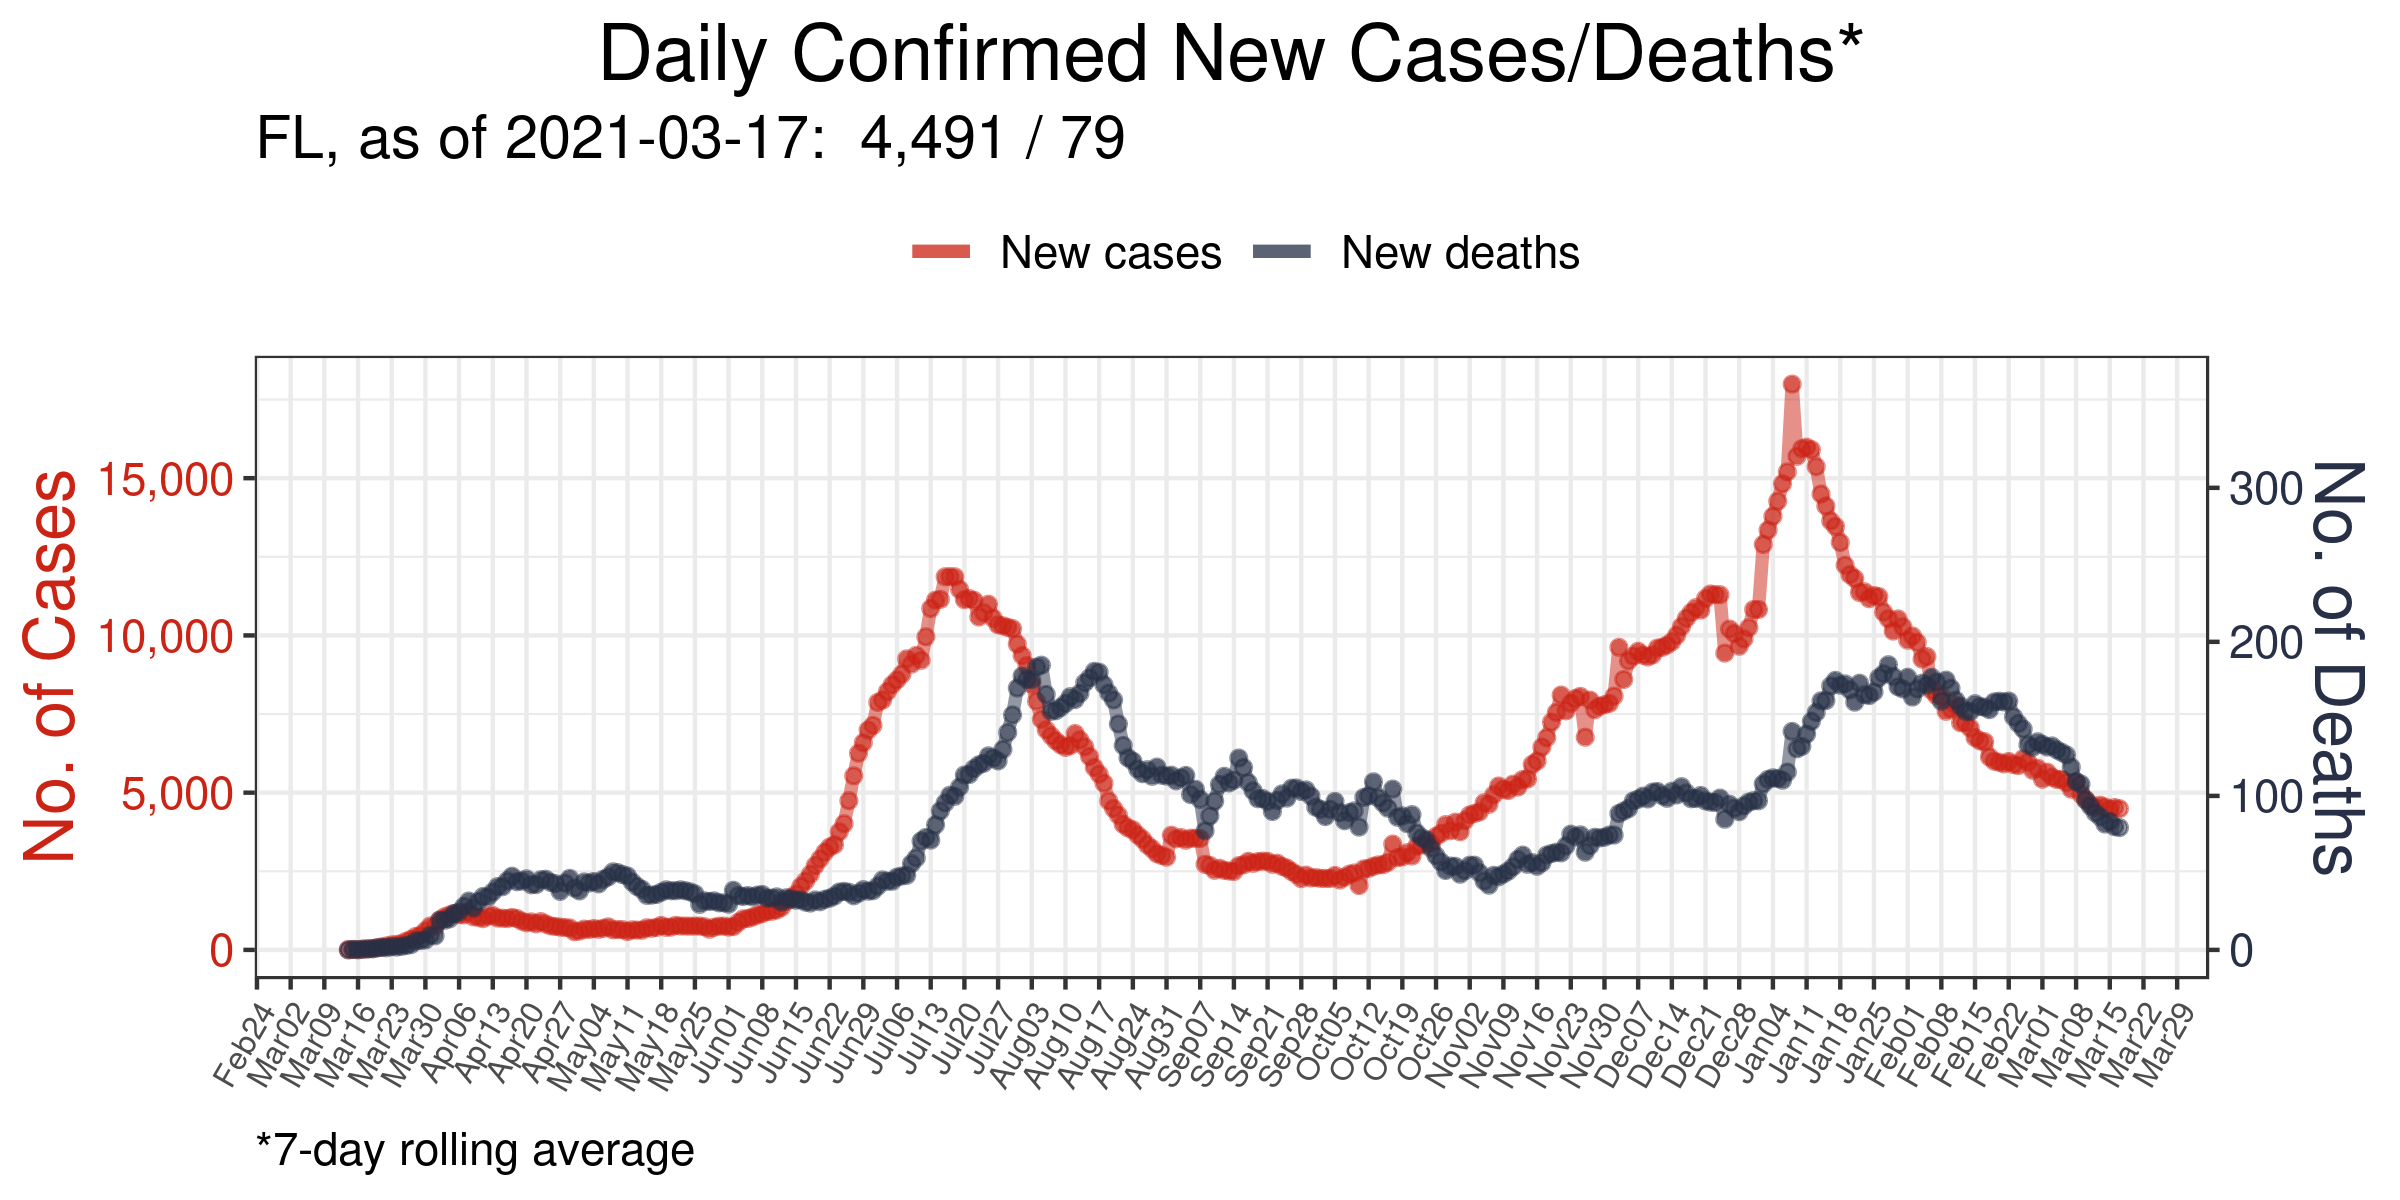 Daily Confirmed New Cases/Deaths*
FL, as of 2021-03-17:  4,491 / 79
New cases
New deaths
No. of Cases
15,000
10,000
5,000
0
No. of Deaths
300
200
100
0
Feb24
Mar02
Mar09
Mar16
Mar23
Mar30
Apr06
Apr13
Apr20
Apr27
May04
May11
May18
May25
Jun01
Jun08
Jun15
Jun22
Jun29
Jul06
Jul13
Jul20
Jul27
Aug03
Aug10
Aug17
Aug24
Aug31
Sep07
Sep14
Sep21
Sep28
Oct05
Oct12
Oct19
Oct26
Nov02
Nov09
Nov16
Nov23
Nov30
Dec07
Dec14
Dec21
Dec28
Jan04
Jan11
Jan18
Jan25
Feb01
Feb08
Feb15
Feb22
Mar01
Mar08
Mar15
Mar22
Mar29
*7-day rolling average